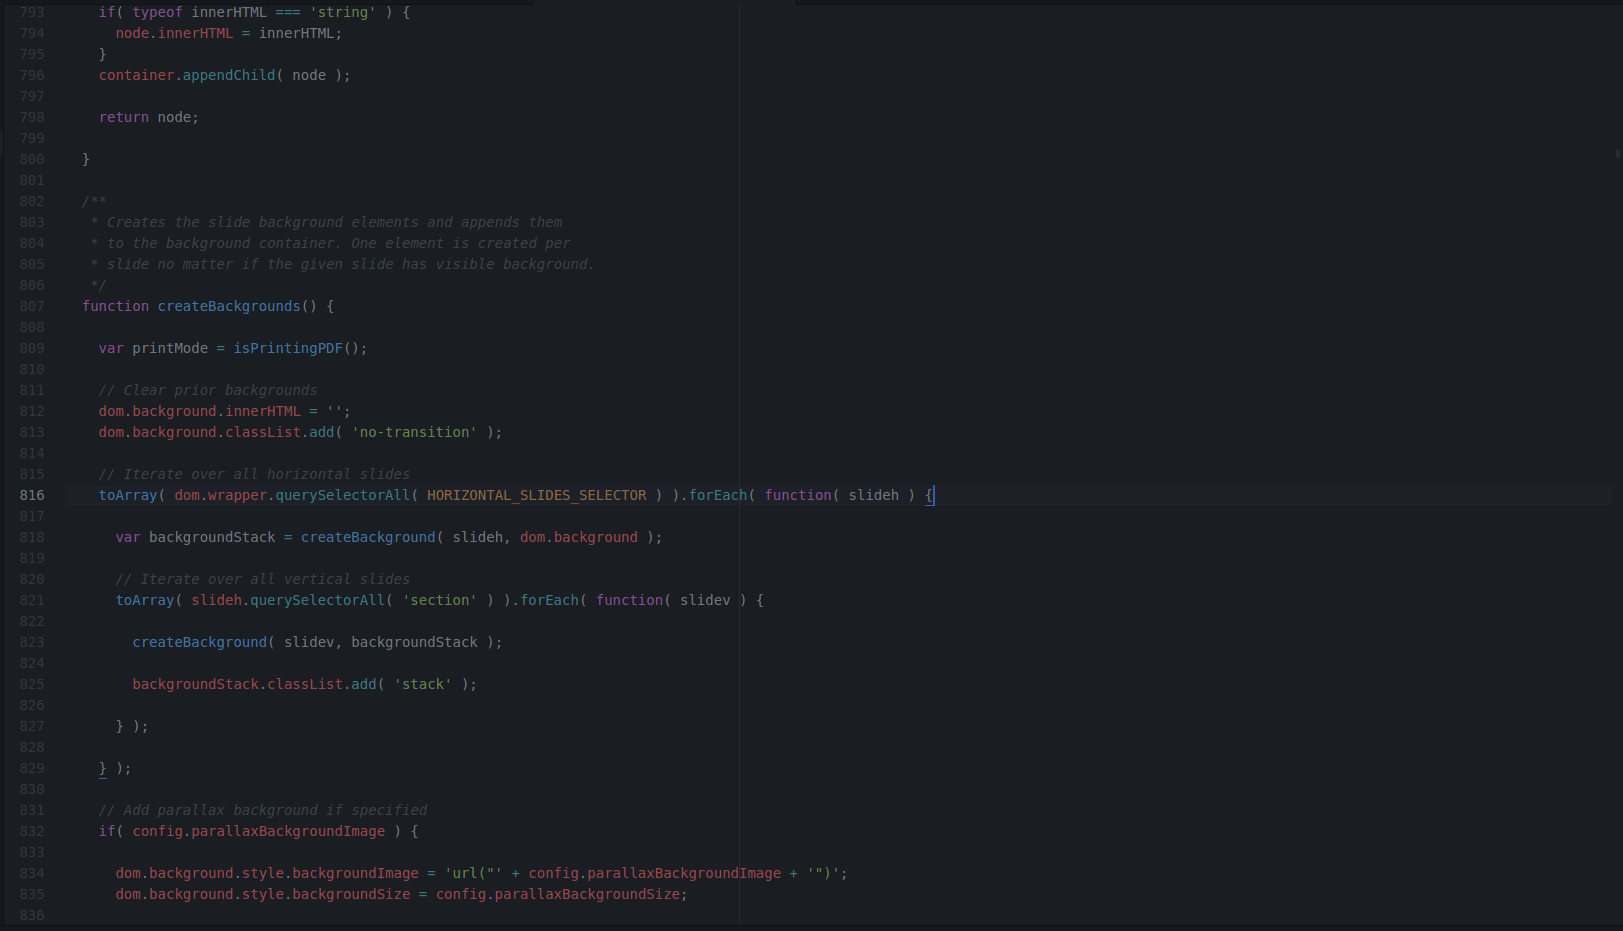 793 if( typeof innerHTML === 'string' ) {
794 node.innerHTML = innerHTML;
795 }
796 container.appendChild( node );
797
798 return node;
799
800 }
801
802 /**
803 * Creates the slide background elements and appends them
804 * to the background container. One element is created per
805 * slide no matter if the given slide has visible background.
806 */
807 function createBackgrounds() {
808
809 var printMode = isPrintingPDF();
810
811 // Clear prior backgrounds
812 dom.background.innerHTML = '';
813 dom.background.classList.add( 'no-transition' );
814
815 // Iterate over all horizontal slides
816 toArray( dom.wrapper.querySelectorAll( HORIZONTAL_SLIDES_SELECTOR ) ).forEach( function( slideh ) {
817
818 var backgroundStack = createBackground( slideh, dom.background );
819
820 // Iterate over all vertical slides
821 toArray( slideh.querySelectorAll( 'section' ) ).forEach( function( slidev ) {
822
823 createBackground( slidev, backgroundStack );
824
825 backgroundStack.classList.add( 'stack' );
826
827 } );
828
829 } );
830
831 // Add parallax background if specified
832 if( config.parallaxBackgroundImage ) {
833
834 dom.background.style.backgroundImage = 'url("' + config.parallaxBackgroundImage + '")';
835 dom.background.style.backgroundSize = config.parallaxBackgroundSize;
836